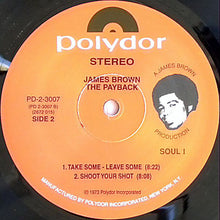 polydor
STEREO
JAMES BROWN
THE PAYBACK
PD-2-3007
(PD-2-3007 B)
(2672 015)
SIDE 2
A JAMES BROWN
PRODUCTION
SOUL I
1. TAKE SOME - LEAVE SOME (8:22)
2. SHOOT YOUR SHOT (8:08)
Ⓟ 1973 Polydor Incorporated
MANUFACTURED BY POLYDOR INCORPORATED, NEW YORK, N.Y.